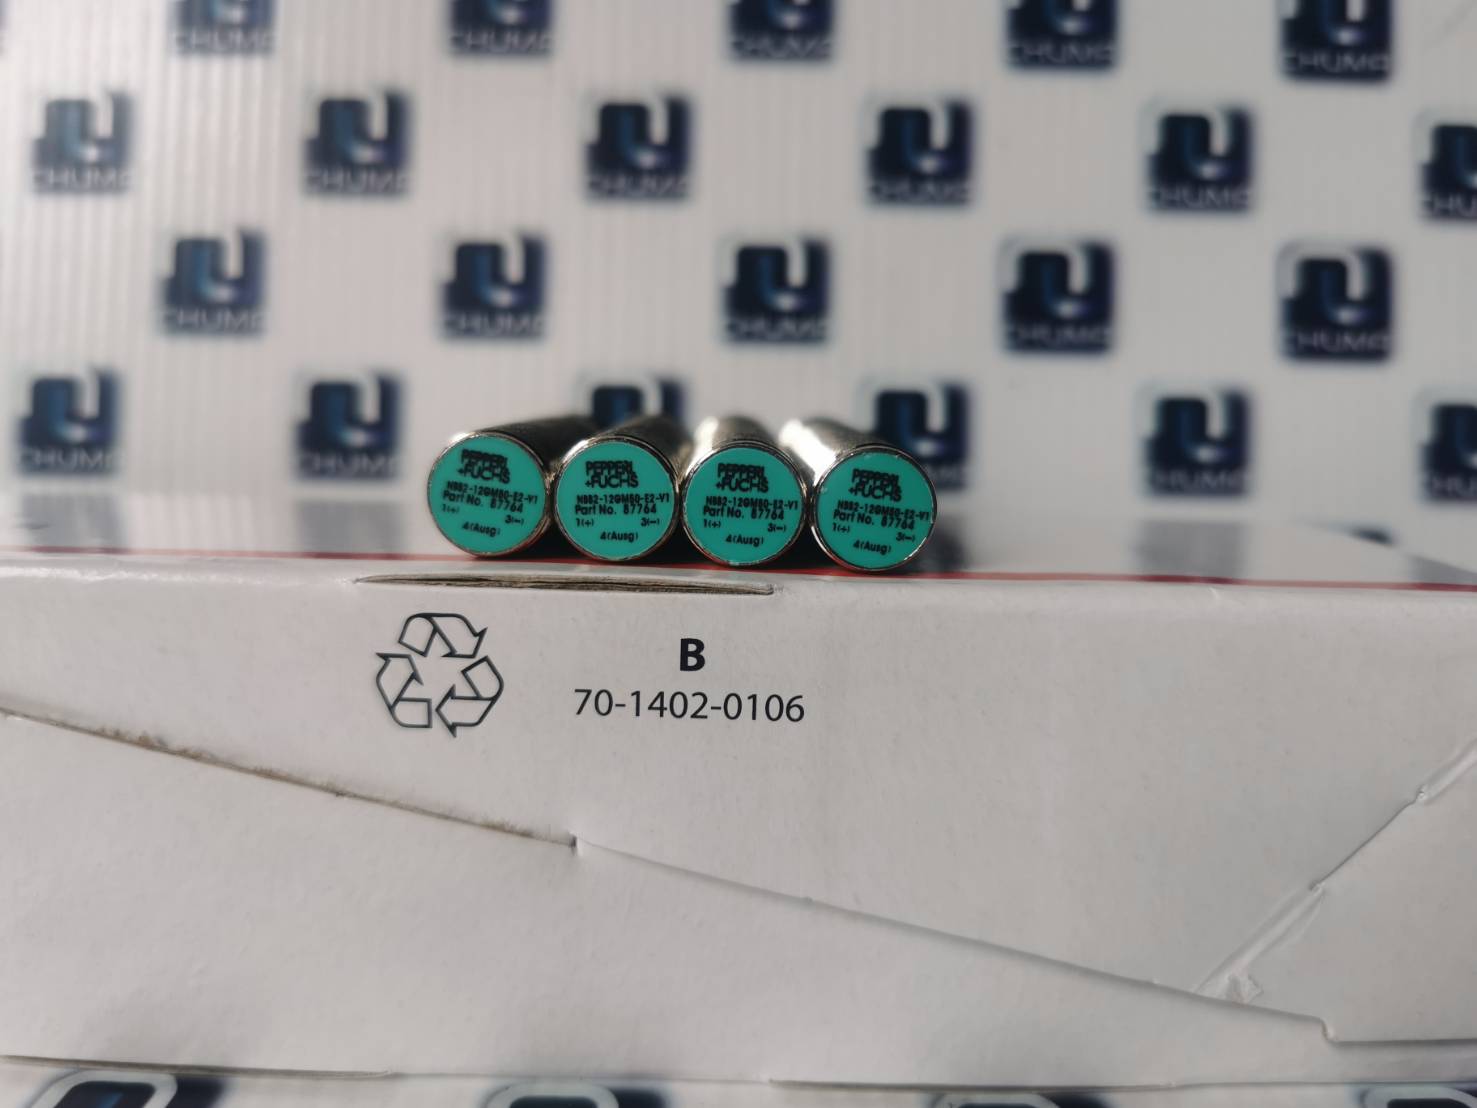 PEPPERL
+FUCHS
NBB2-12GM50-E2-V1
Part No. 87764
1(+) 3(−)
4(Ausg)
PEPPERL
+FUCHS
NBB2-12GM50-E2-V1
Part No. 87764
1(+) 3(−)
4(Ausg)
PEPPERL
+FUCHS
NBB2-12GM50-E2-V1
Part No. 87764
1(+) 3(−)
4(Ausg)
PEPPERL
+FUCHS
NBB2-12GM50-E2-V1
Part No. 87764
1(+) 3(−)
4(Ausg)
B
70-1402-0106